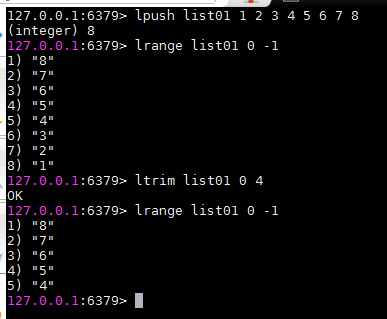 127.0.0.1:6379> lpush list01 1 2 3 4 5 6 7 8
(integer) 8
127.0.0.1:6379> lrange list01 0 -1
1) "8"
2) "7"
3) "6"
4) "5"
5) "4"
6) "3"
7) "2"
8) "1"
127.0.0.1:6379> ltrim list01 0 4
OK
127.0.0.1:6379> lrange list01 0 -1
1) "8"
2) "7"
3) "6"
4) "5"
5) "4"
127.0.0.1:6379>